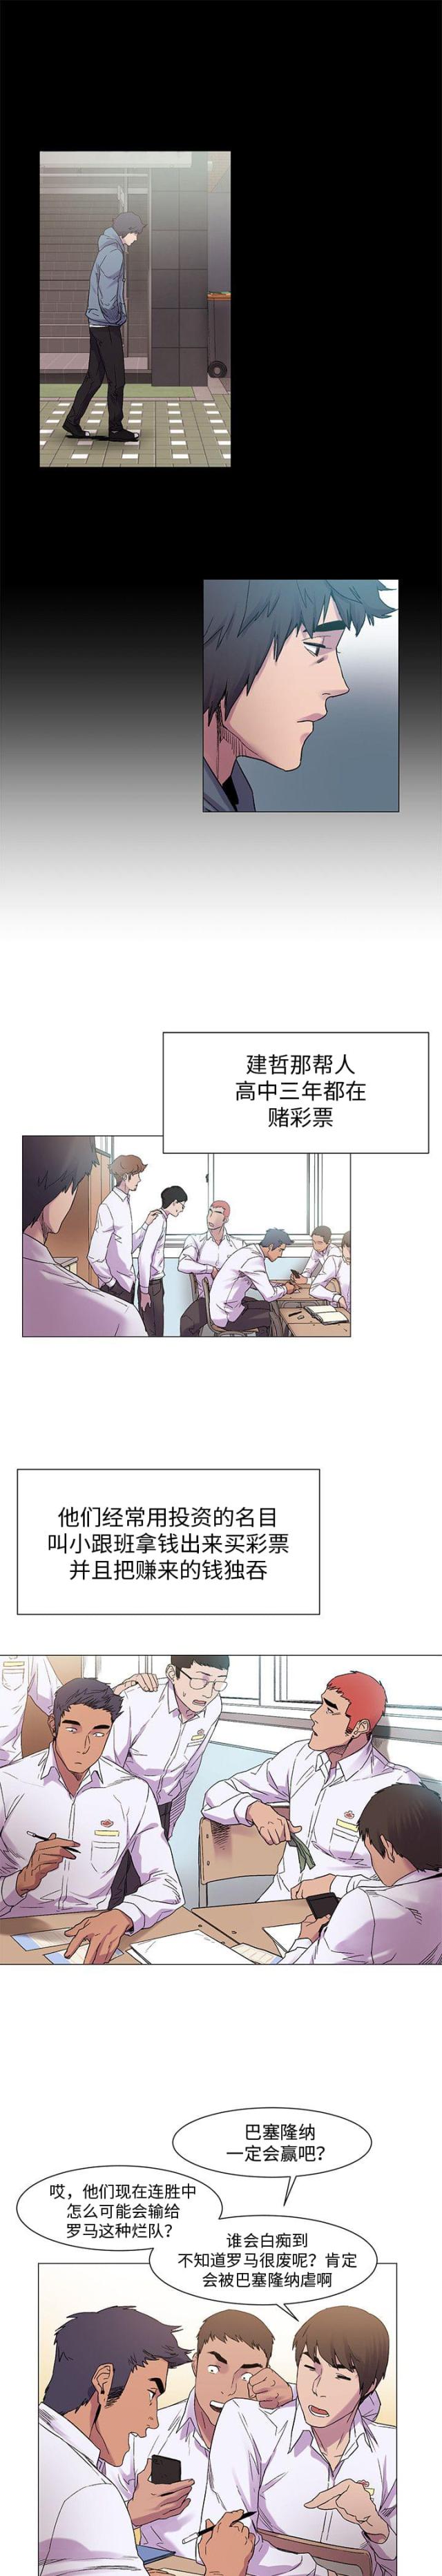 建哲那帮人
高中三年都在
赌彩票
他们经常用投资的名目
叫小跟班拿钱出来买彩票
并且把赚来的钱独吞
巴塞隆纳
一定会赢吧？
哎，他们现在连胜中
怎么可能会输给
罗马这种烂队？
谁会白痴到
不知道罗马很废呢？肯定
会被巴塞隆纳虐啊